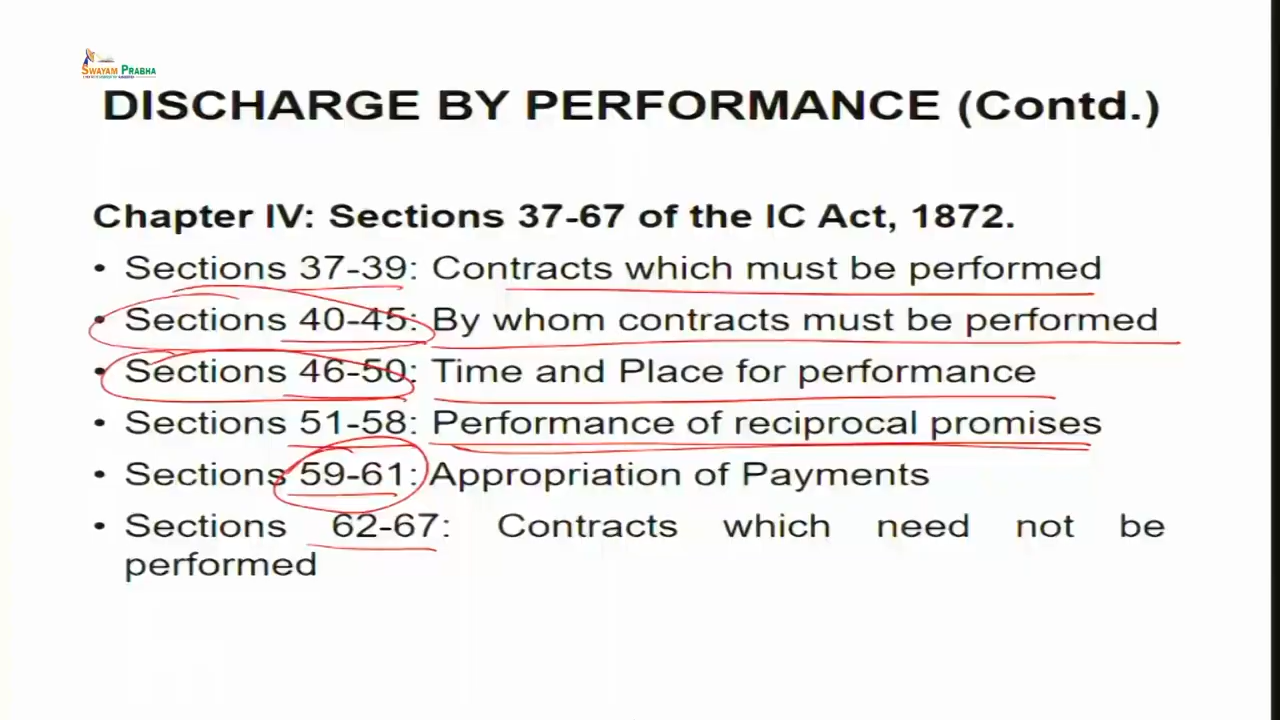 SWAYAM PRABHA
DISCHARGE BY PERFORMANCE (Contd.)
Chapter IV: Sections 37-67 of the IC Act, 1872.
• Sections 37-39: Contracts which must be performed
• Sections 40-45: By whom contracts must be performed
• Sections 46-50: Time and Place for performance
• Sections 51-58: Performance of reciprocal promises
• Sections 59-61: Appropriation of Payments
• Sections 62-67: Contracts which need not be
performed